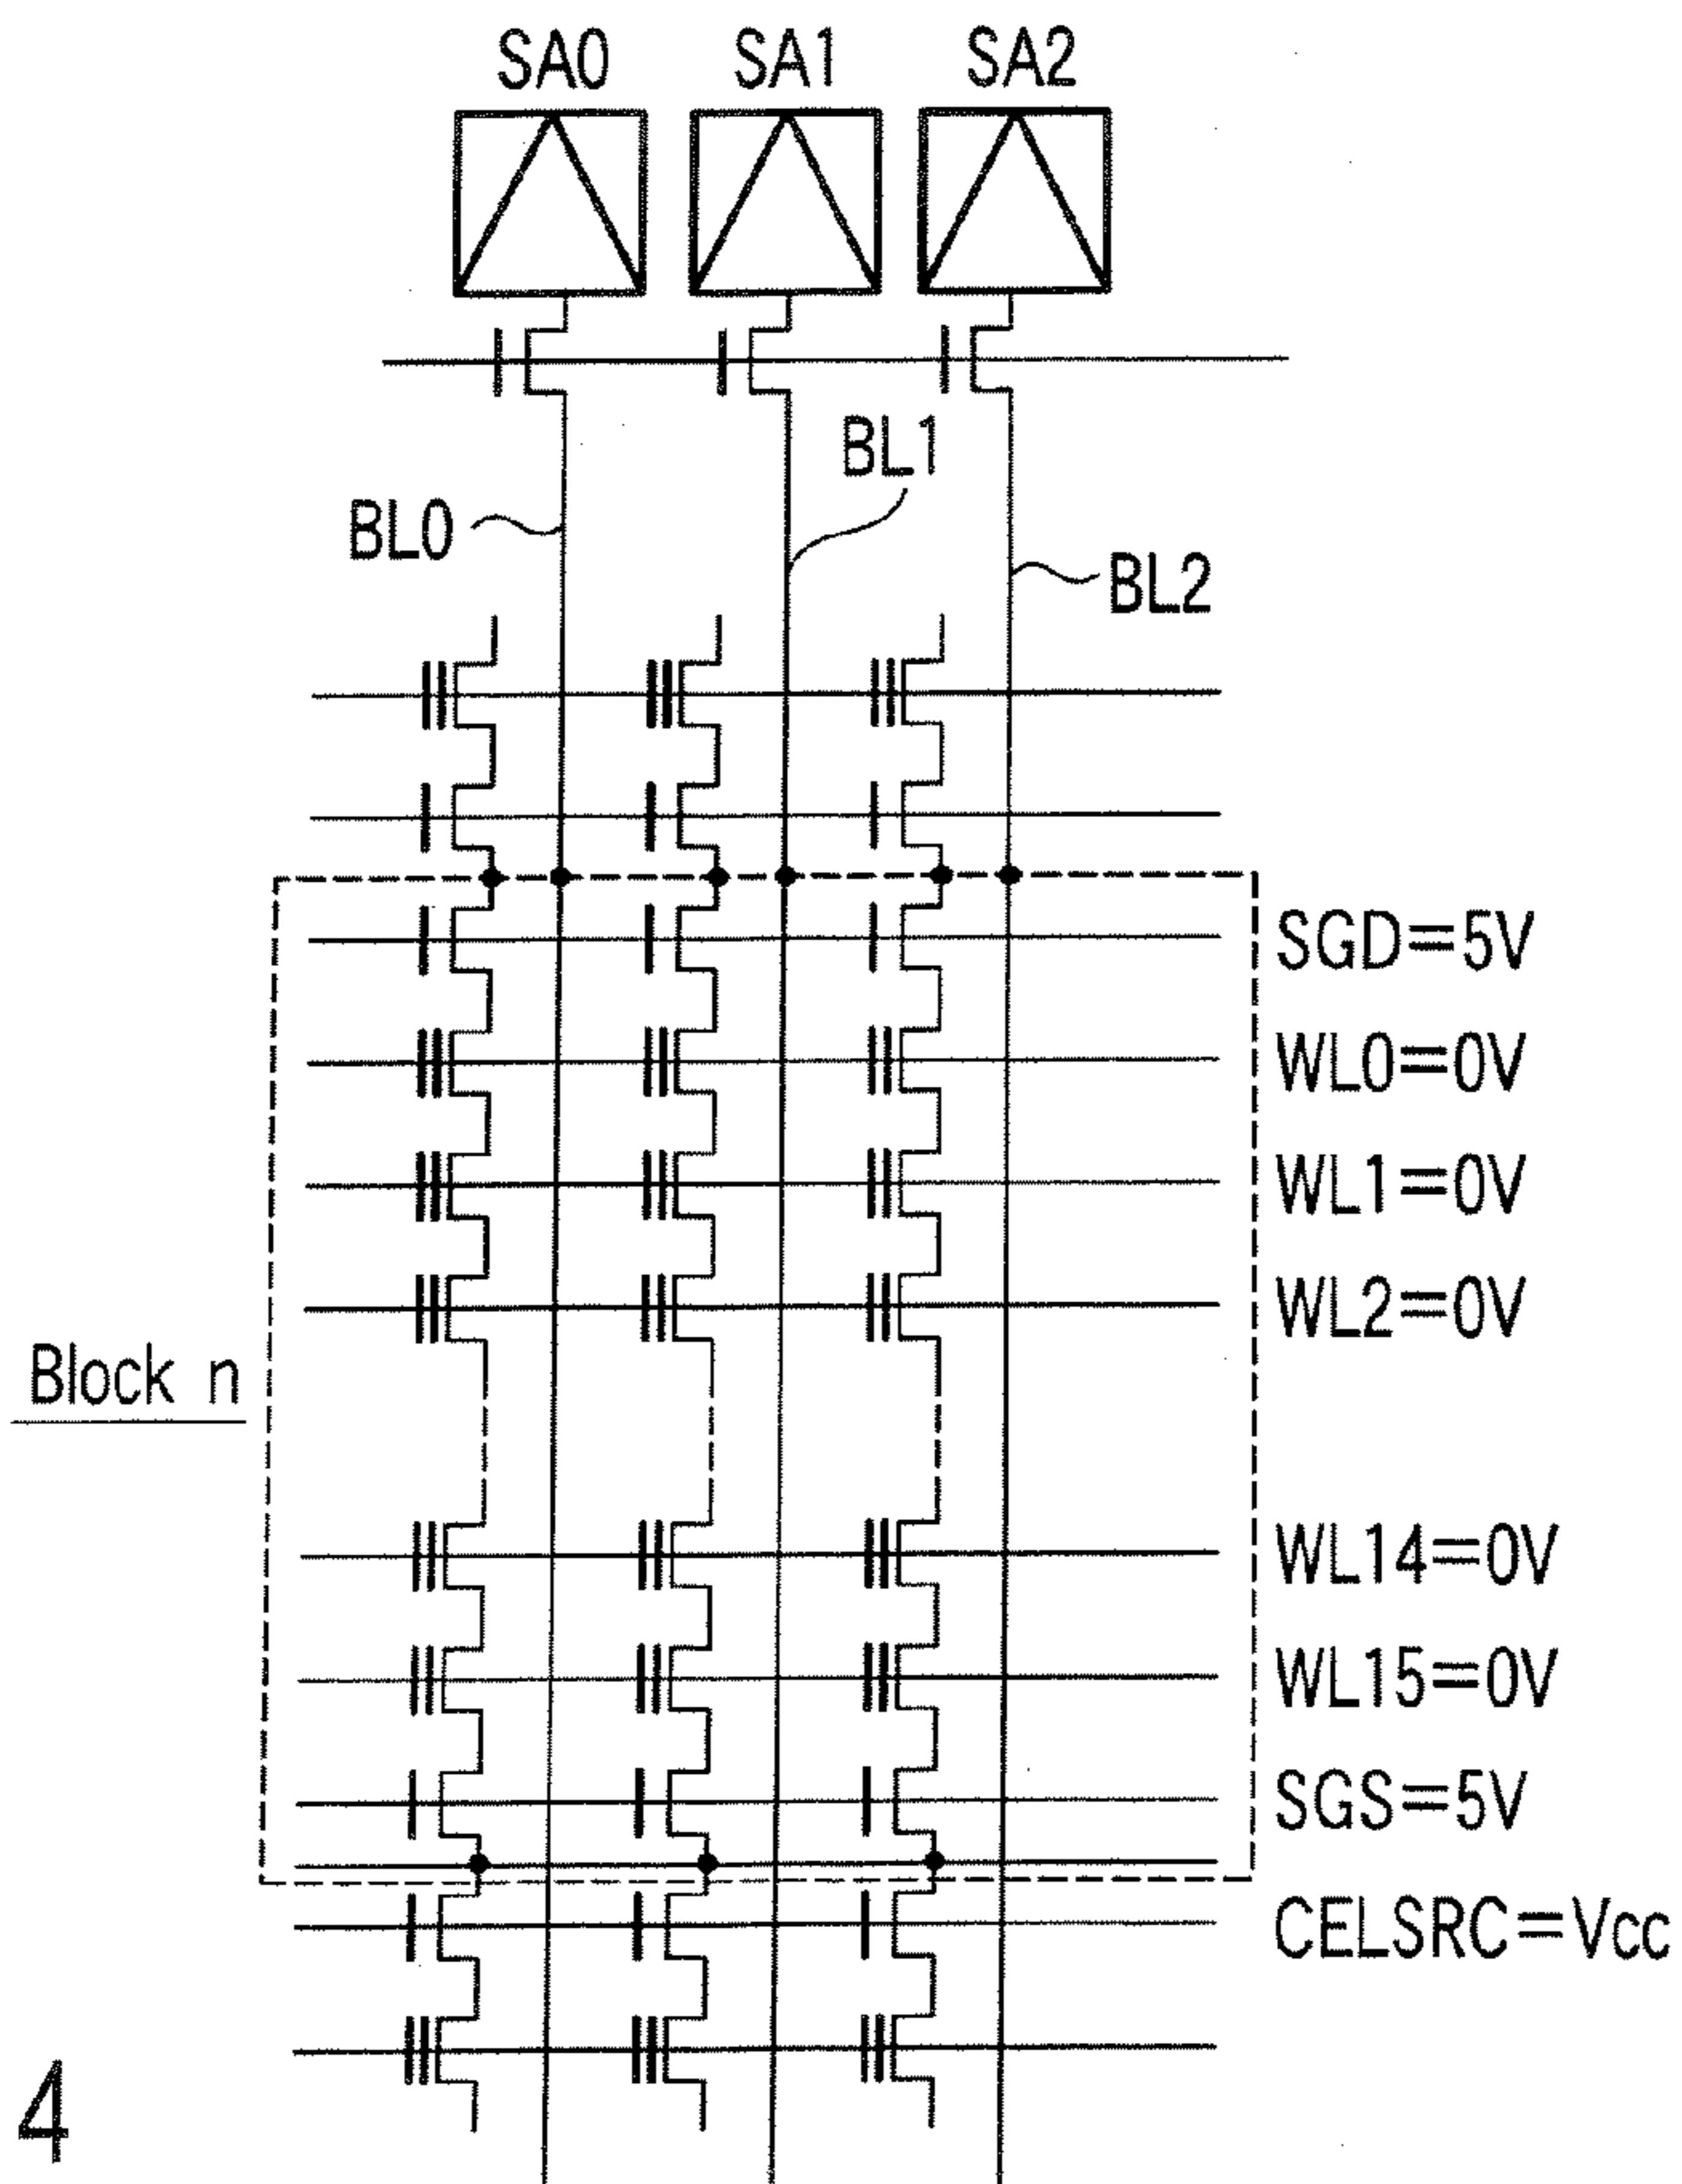 SA0 SA1 SA2
BL1
BL0
BL2
SGD=5V
WL0=0V
WL1=0V
WL2=0V
Block n
WL14=0V
WL15=0V
SGS=5V
CELSRC=Vcc
4